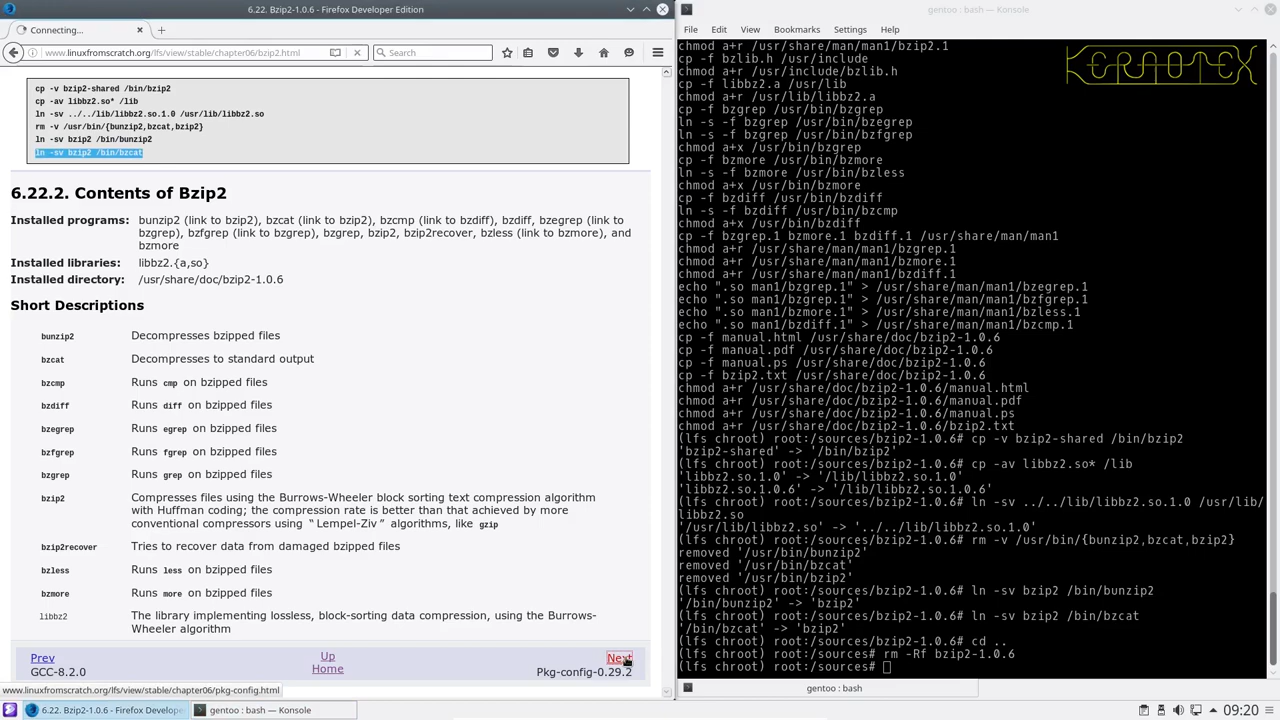 6.22. Bzip2-1.0.6 - Firefox Developer Edition
Connecting...
www.linuxfromscratch.org/lfs/view/stable/chapter06/bzip2.html
Search
cp -v bzip2-shared /bin/bzip2
cp -av libbz2.so* /lib
ln -sv ../../lib/libbz2.so.1.0 /usr/lib/libbz2.so
rm -v /usr/bin/{bunzip2,bzcat,bzip2}
ln -sv bzip2 /bin/bunzip2
ln -sv bzip2 /bin/bzcat
6.22.2. Contents of Bzip2
Installed programs: bunzip2 (link to bzip2), bzcat (link to bzip2), bzcmp (link to bzdiff), bzdiff, bzegrep (link to
bzgrep), bzfgrep (link to bzgrep), bzgrep, bzip2, bzip2recover, bzless (link to bzmore), and
bzmore
Installed libraries: libbz2.{a,so}
Installed directory: /usr/share/doc/bzip2-1.0.6
Short Descriptions
bunzip2 Decompresses bzipped files
bzcat Decompresses to standard output
bzcmp Runs cmp on bzipped files
bzdiff Runs diff on bzipped files
bzegrep Runs egrep on bzipped files
bzfgrep Runs fgrep on bzipped files
bzgrep Runs grep on bzipped files
bzip2 Compresses files using the Burrows-Wheeler block sorting text compression algorithm
with Huffman coding; the compression rate is better than that achieved by more
conventional compressors using “Lempel-Ziv” algorithms, like gzip
bzip2recover Tries to recover data from damaged bzipped files
bzless Runs less on bzipped files
bzmore Runs more on bzipped files
libbz2 The library implementing lossless, block-sorting data compression, using the Burrows-
Wheeler algorithm
Prev Up Next
GCC-8.2.0 Home Pkg-config-0.29.2
www.linuxfromscratch.org/lfs/view/stable/chapter06/pkg-config.html
gentoo : bash — Konsole
File Edit View Bookmarks Settings Help
KERNOTEX
chmod a+r /usr/share/man/man1/bzip2.1
cp -f bzlib.h /usr/include
chmod a+r /usr/include/bzlib.h
cp -f libbz2.a /usr/lib
chmod a+r /usr/lib/libbz2.a
cp -f bzgrep /usr/bin/bzgrep
ln -s -f bzgrep /usr/bin/bzegrep
ln -s -f bzgrep /usr/bin/bzfgrep
chmod a+x /usr/bin/bzgrep
cp -f bzmore /usr/bin/bzmore
ln -s -f bzmore /usr/bin/bzless
chmod a+x /usr/bin/bzmore
cp -f bzdiff /usr/bin/bzdiff
ln -s -f bzdiff /usr/bin/bzcmp
chmod a+x /usr/bin/bzdiff
cp -f bzgrep.1 bzmore.1 bzdiff.1 /usr/share/man/man1
chmod a+r /usr/share/man/man1/bzgrep.1
chmod a+r /usr/share/man/man1/bzmore.1
chmod a+r /usr/share/man/man1/bzdiff.1
echo ".so man1/bzgrep.1" > /usr/share/man/man1/bzegrep.1
echo ".so man1/bzgrep.1" > /usr/share/man/man1/bzfgrep.1
echo ".so man1/bzmore.1" > /usr/share/man/man1/bzless.1
echo ".so man1/bzdiff.1" > /usr/share/man/man1/bzcmp.1
cp -f manual.html /usr/share/doc/bzip2-1.0.6
cp -f manual.pdf /usr/share/doc/bzip2-1.0.6
cp -f manual.ps /usr/share/doc/bzip2-1.0.6
cp -f bzip2.txt /usr/share/doc/bzip2-1.0.6
chmod a+r /usr/share/doc/bzip2-1.0.6/manual.html
chmod a+r /usr/share/doc/bzip2-1.0.6/manual.pdf
chmod a+r /usr/share/doc/bzip2-1.0.6/manual.ps
chmod a+r /usr/share/doc/bzip2-1.0.6/bzip2.txt
(lfs chroot) root:/sources/bzip2-1.0.6# cp -v bzip2-shared /bin/bzip2
'bzip2-shared' -> '/bin/bzip2'
(lfs chroot) root:/sources/bzip2-1.0.6# cp -av libbz2.so* /lib
'libbz2.so.1.0' -> '/lib/libbz2.so.1.0'
'libbz2.so.1.0.6' -> '/lib/libbz2.so.1.0.6'
(lfs chroot) root:/sources/bzip2-1.0.6# ln -sv ../../lib/libbz2.so.1.0 /usr/lib/
libbz2.so
'/usr/lib/libbz2.so' -> '../../lib/libbz2.so.1.0'
(lfs chroot) root:/sources/bzip2-1.0.6# rm -v /usr/bin/{bunzip2,bzcat,bzip2}
removed '/usr/bin/bunzip2'
removed '/usr/bin/bzcat'
removed '/usr/bin/bzip2'
(lfs chroot) root:/sources/bzip2-1.0.6# ln -sv bzip2 /bin/bunzip2
'/bin/bunzip2' -> 'bzip2'
(lfs chroot) root:/sources/bzip2-1.0.6# ln -sv bzip2 /bin/bzcat
'/bin/bzcat' -> 'bzip2'
(lfs chroot) root:/sources/bzip2-1.0.6# cd ..
(lfs chroot) root:/sources# rm -Rf bzip2-1.0.6
(lfs chroot) root:/sources#
gentoo : bash
6.22. Bzip2-1.0.6 - Firefox Develope
gentoo : bash — Konsole
09:20